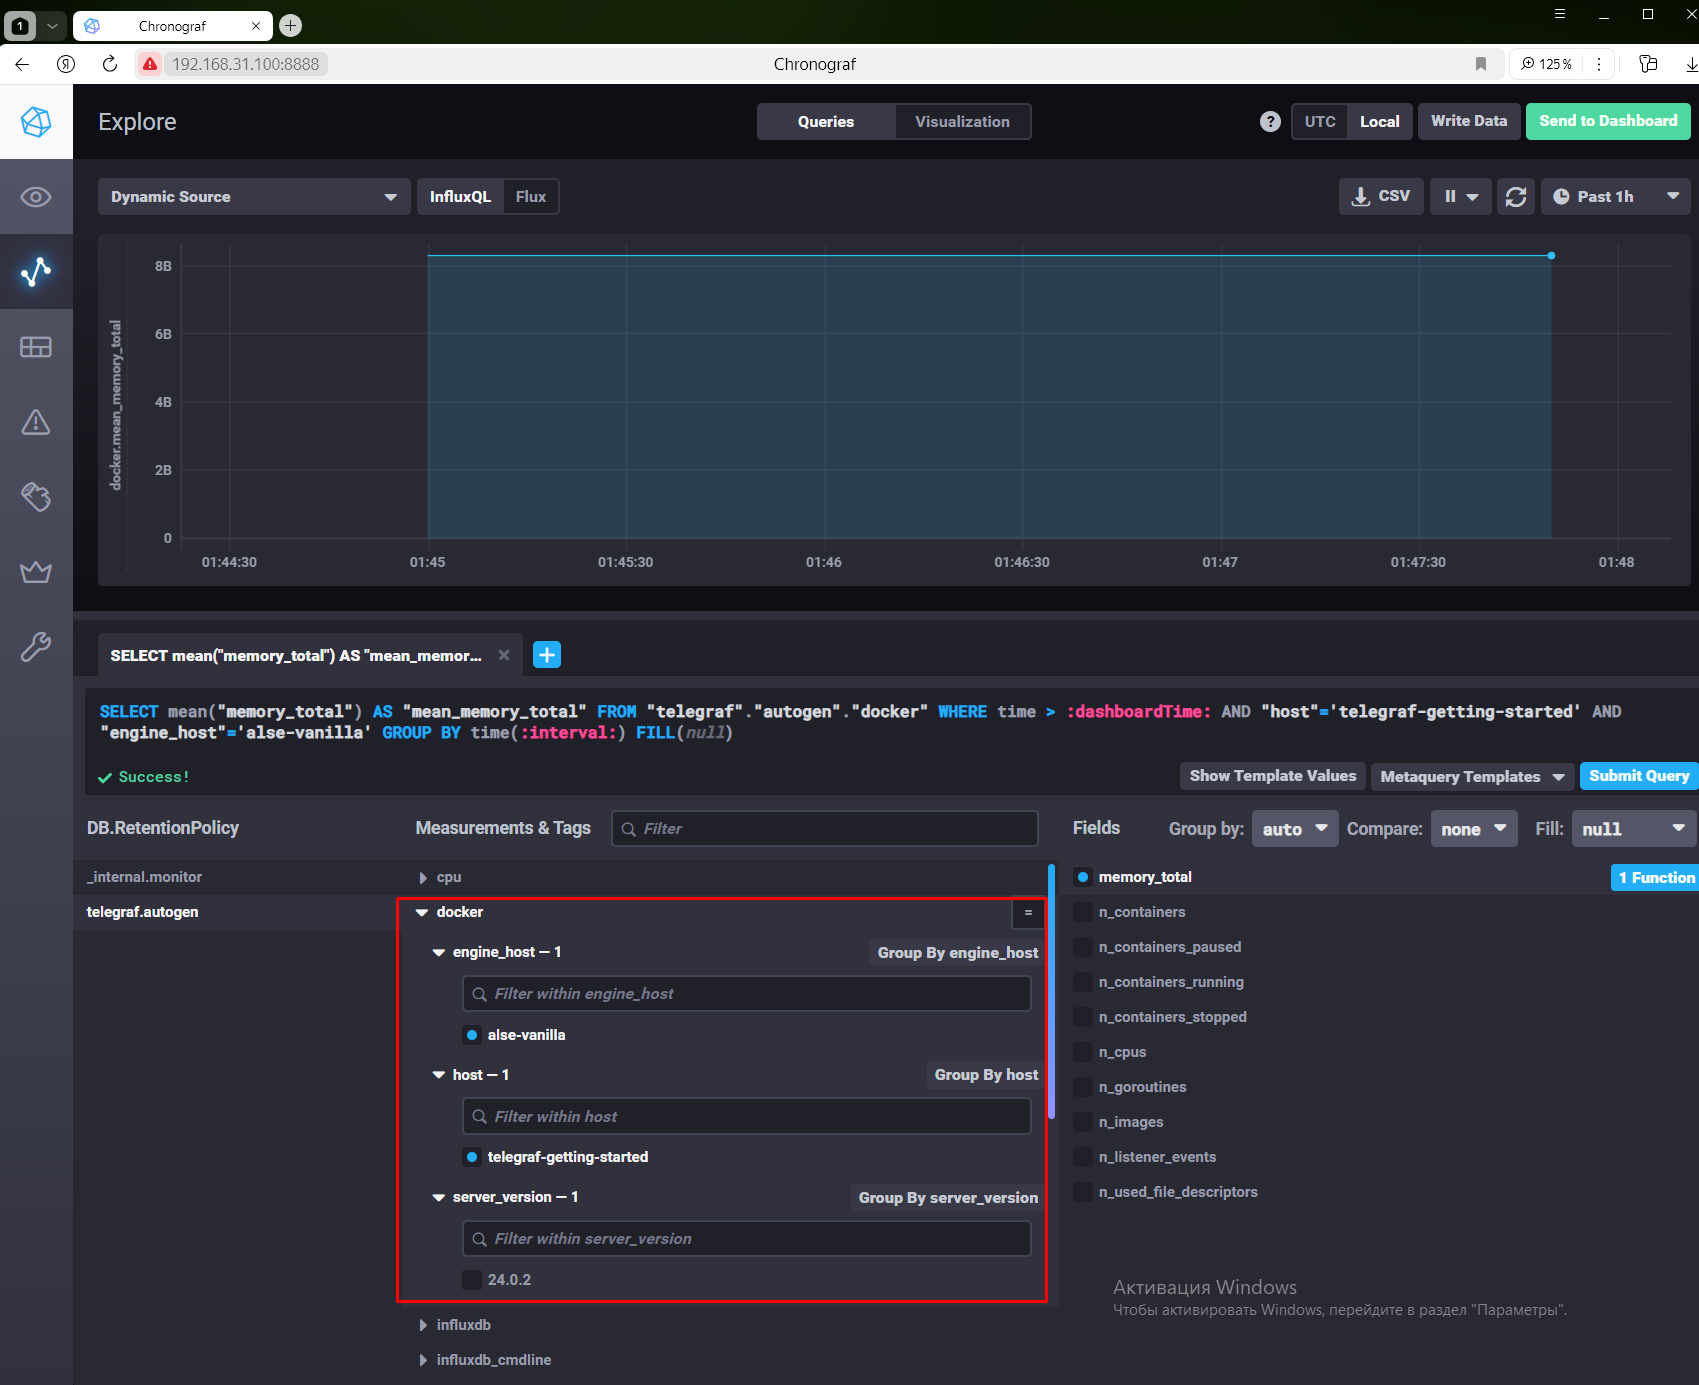 1
Chronograf
192.168.31.100:8888
Chronograf
125 %
Explore
Queries
Visualization
?
UTC
Local
Write Data
Send to Dashboard
Dynamic Source
InfluxQL
Flux
CSV
Past 1h
docker.mean_memory_total
8B
6B
4B
2B
0
01:44:30
01:45
01:45:30
01:46
01:46:30
01:47
01:47:30
01:48
SELECT mean("memory_total") AS "mean_memor...
SELECT mean("memory_total") AS "mean_memory_total" FROM "telegraf"."autogen"."docker" WHERE time > :dashboardTime: AND "host"='telegraf-getting-started' AND
"engine_host"='alse-vanilla' GROUP BY time(:interval:) FILL(null)
Success!
Show Template Values
Metaquery Templates
Submit Query
DB.RetentionPolicy
Measurements & Tags
Filter
Fields
Group by:
auto
Compare:
none
Fill:
null
_internal.monitor
telegraf.autogen
cpu
docker
=
engine_host — 1
Group By engine_host
Filter within engine_host
alse-vanilla
host — 1
Group By host
Filter within host
telegraf-getting-started
server_version — 1
Group By server_version
Filter within server_version
24.0.2
influxdb
influxdb_cmdline
memory_total
1 Function
n_containers
n_containers_paused
n_containers_running
n_containers_stopped
n_cpus
n_goroutines
n_images
n_listener_events
n_used_file_descriptors
Активация Windows
Чтобы активировать Windows, перейдите в раздел "Параметры".